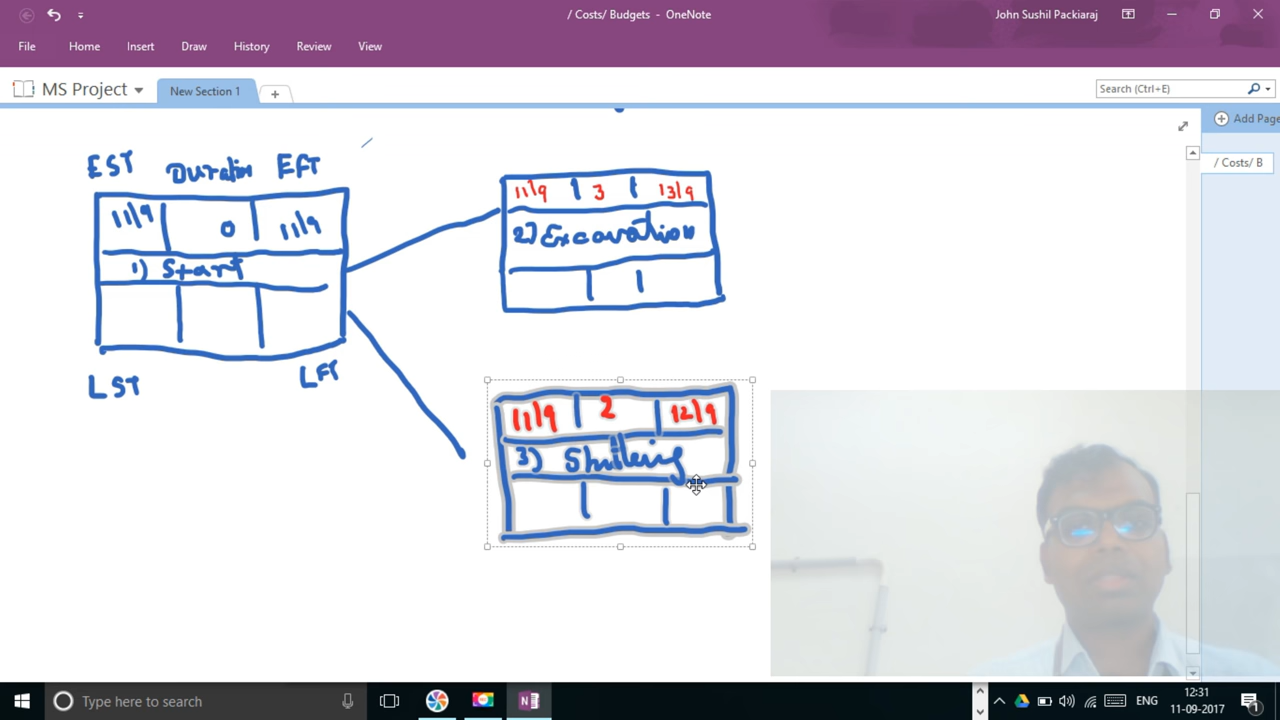 / Costs/ Budgets - OneNote
John Sushil Packiaraj
File Home Insert Draw History Review View
MS Project
New Section 1
+
Search (Ctrl+E)
Add Page
/ Costs/ B
EST Duration EFT
11/9 0 11/9
1) Start
LST LFT
11/9 3 13/9
2) Excavation
11/9 2 12/9
3)
Type here to search
ENG
12:31
11-09-2017
1